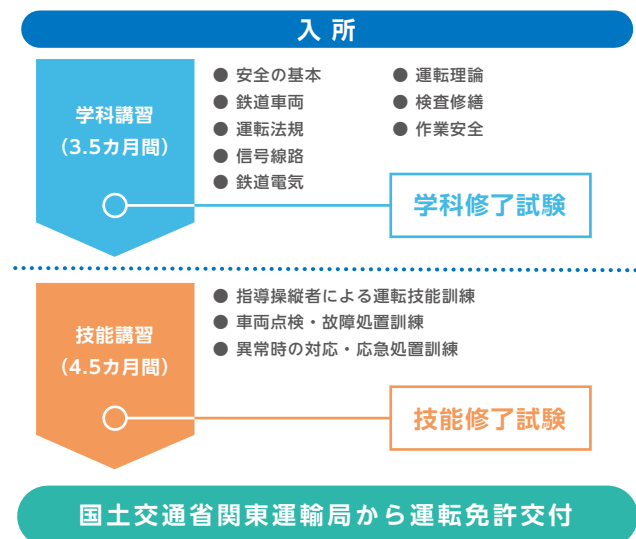 入所
学科講習
(3.5カ月間)
● 安全の基本
● 鉄道車両
● 運転法規
● 信号線路
● 鉄道電気
● 運転理論
● 検査修繕
● 作業安全
学科修了試験
技能講習
(4.5カ月間)
● 指導操縦者による運転技能訓練
● 車両点検・故障処置訓練
● 異常時の対応・応急処置訓練
技能修了試験
国土交通省関東運輸局から運転免許交付